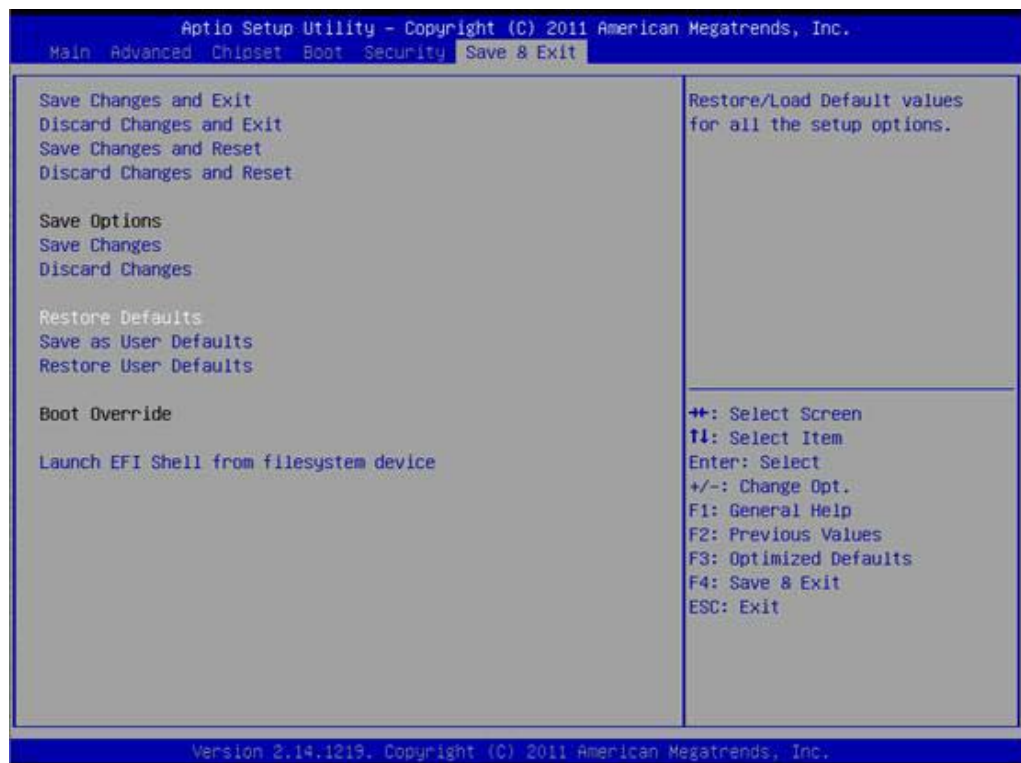 Aptio Setup Utility – Copyright (C) 2011 American Megatrends, Inc.
Main Advanced Chipset Boot Security Save & Exit
Save Changes and Exit
Discard Changes and Exit
Save Changes and Reset
Discard Changes and Reset
Save Options
Save Changes
Discard Changes
Restore Defaults
Save as User Defaults
Restore User Defaults
Boot Override
Launch EFI Shell from filesystem device
Restore/Load Default values
for all the setup options.
→←: Select Screen
↑↓: Select Item
Enter: Select
+/-: Change Opt.
F1: General Help
F2: Previous Values
F3: Optimized Defaults
F4: Save & Exit
ESC: Exit
Version 2.14.1219. Copyright (C) 2011 American Megatrends, Inc.